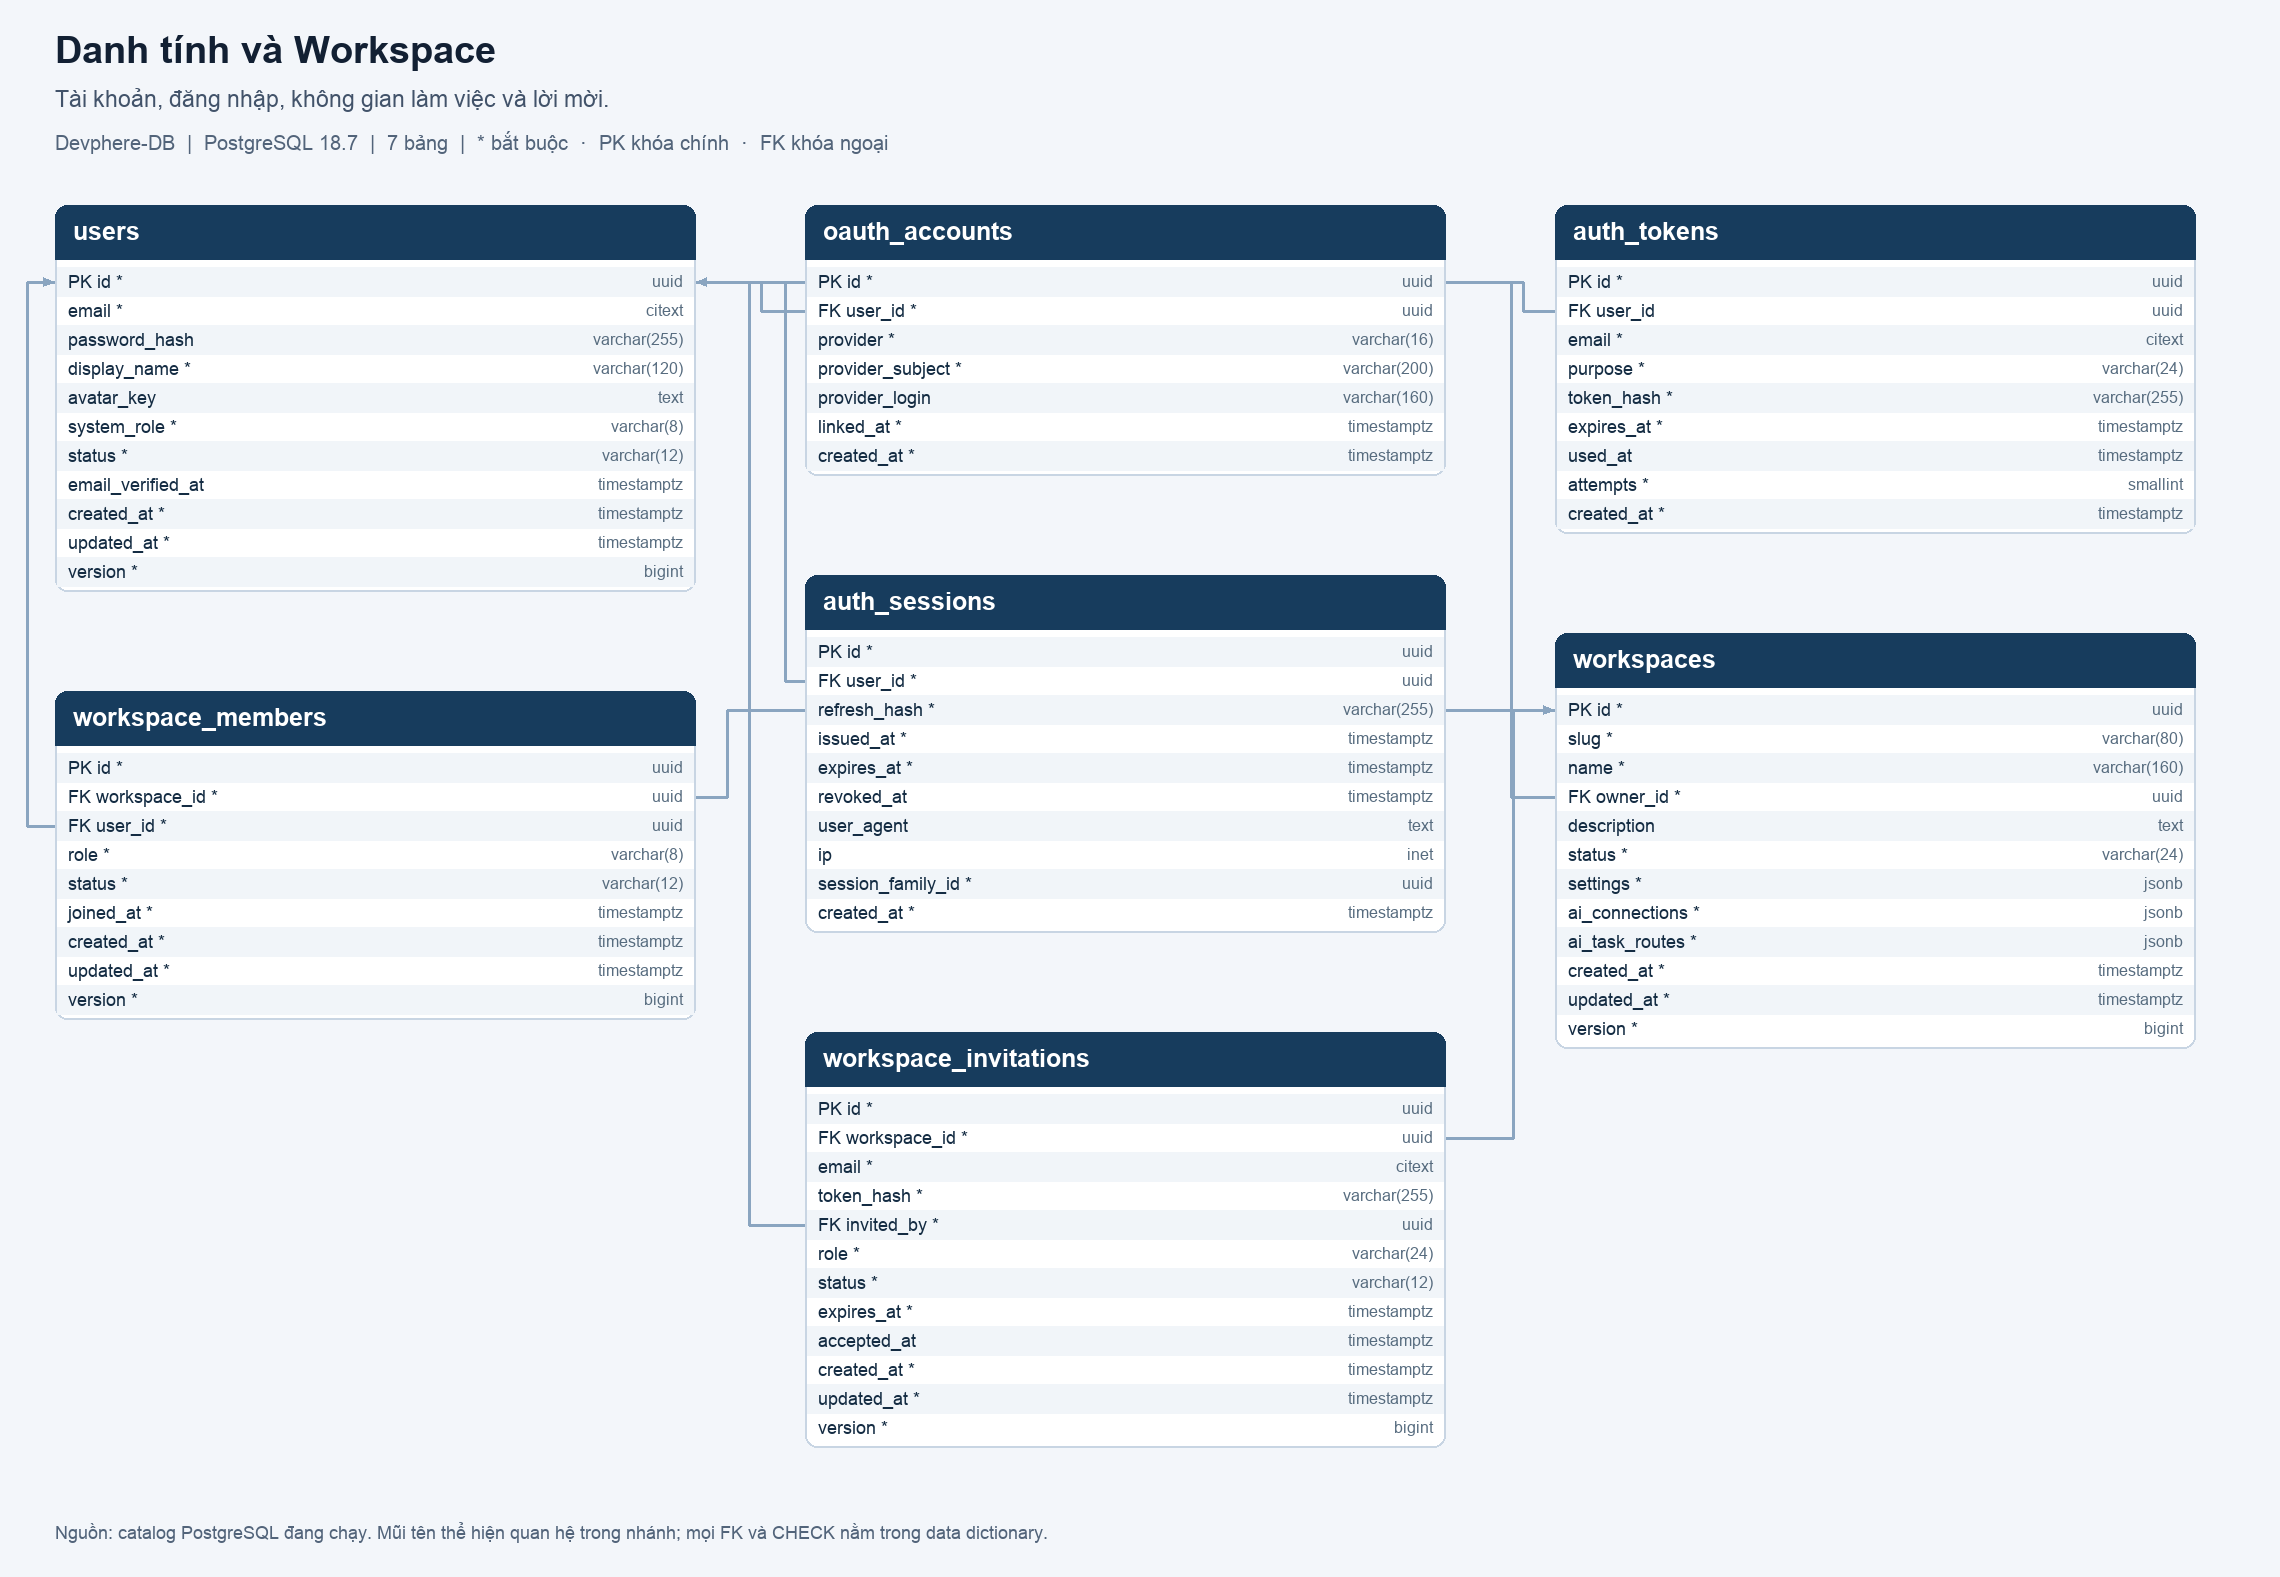 Danh tính và Workspace
Tài khoản, đăng nhập, không gian làm việc và lời mời.
Devphere-DB | PostgreSQL 18.7 | 7 bảng | * bắt buộc · PK khóa chính · FK khóa ngoại
users
PK id * uuid
email * citext
password_hash varchar(255)
display_name * varchar(120)
avatar_key text
system_role * varchar(8)
status * varchar(12)
email_verified_at timestamptz
created_at * timestamptz
updated_at * timestamptz
version * bigint
oauth_accounts
PK id * uuid
FK user_id * uuid
provider * varchar(16)
provider_subject * varchar(200)
provider_login varchar(160)
linked_at * timestamptz
created_at * timestamptz
auth_tokens
PK id * uuid
FK user_id uuid
email * citext
purpose * varchar(24)
token_hash * varchar(255)
expires_at * timestamptz
used_at timestamptz
attempts * smallint
created_at * timestamptz
workspace_members
PK id * uuid
FK workspace_id * uuid
FK user_id * uuid
role * varchar(8)
status * varchar(12)
joined_at * timestamptz
created_at * timestamptz
updated_at * timestamptz
version * bigint
auth_sessions
PK id * uuid
FK user_id * uuid
refresh_hash * varchar(255)
issued_at * timestamptz
expires_at * timestamptz
revoked_at timestamptz
user_agent text
ip inet
session_family_id * uuid
created_at * timestamptz
workspaces
PK id * uuid
slug * varchar(80)
name * varchar(160)
FK owner_id * uuid
description text
status * varchar(24)
settings * jsonb
ai_connections * jsonb
ai_task_routes * jsonb
created_at * timestamptz
updated_at * timestamptz
version * bigint
workspace_invitations
PK id * uuid
FK workspace_id * uuid
email * citext
token_hash * varchar(255)
FK invited_by * uuid
role * varchar(24)
status * varchar(12)
expires_at * timestamptz
accepted_at timestamptz
created_at * timestamptz
updated_at * timestamptz
version * bigint
Nguồn: catalog PostgreSQL đang chạy. Mũi tên thể hiện quan hệ trong nhánh; mọi FK và CHECK nằm trong data dictionary.